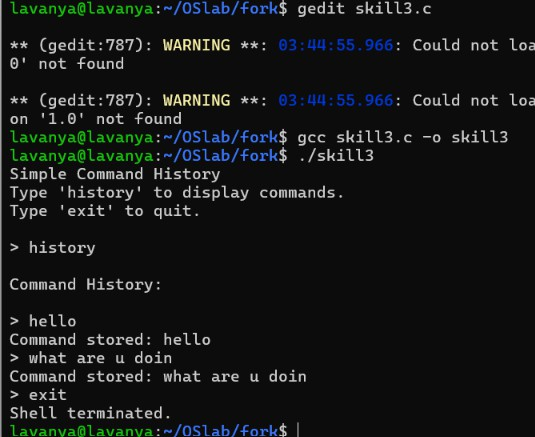 lavanya@lavanya:~/OSlab/fork$ gedit skill3.c
** (gedit:787): WARNING **: 03:44:55.966: Could not loa
0' not found
** (gedit:787): WARNING **: 03:44:55.966: Could not loa
on '1.0' not found
lavanya@lavanya:~/OSlab/fork$ gcc skill3.c -o skill3
lavanya@lavanya:~/OSlab/fork$ ./skill3
Simple Command History
Type 'history' to display commands.
Type 'exit' to quit.
> history
Command History:
> hello
Command stored: hello
> what are u doin
Command stored: what are u doin
> exit
Shell terminated.
lavanya@lavanya:~/OSlab/fork$